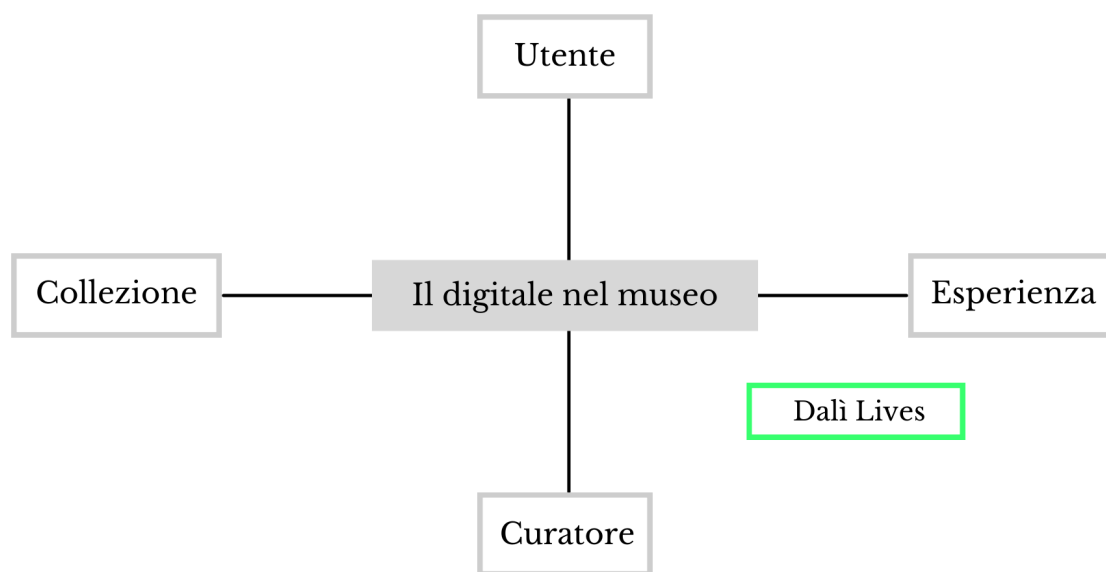 Utente
Collezione
Il digitale nel museo
Esperienza
Dalì Lives
Curatore